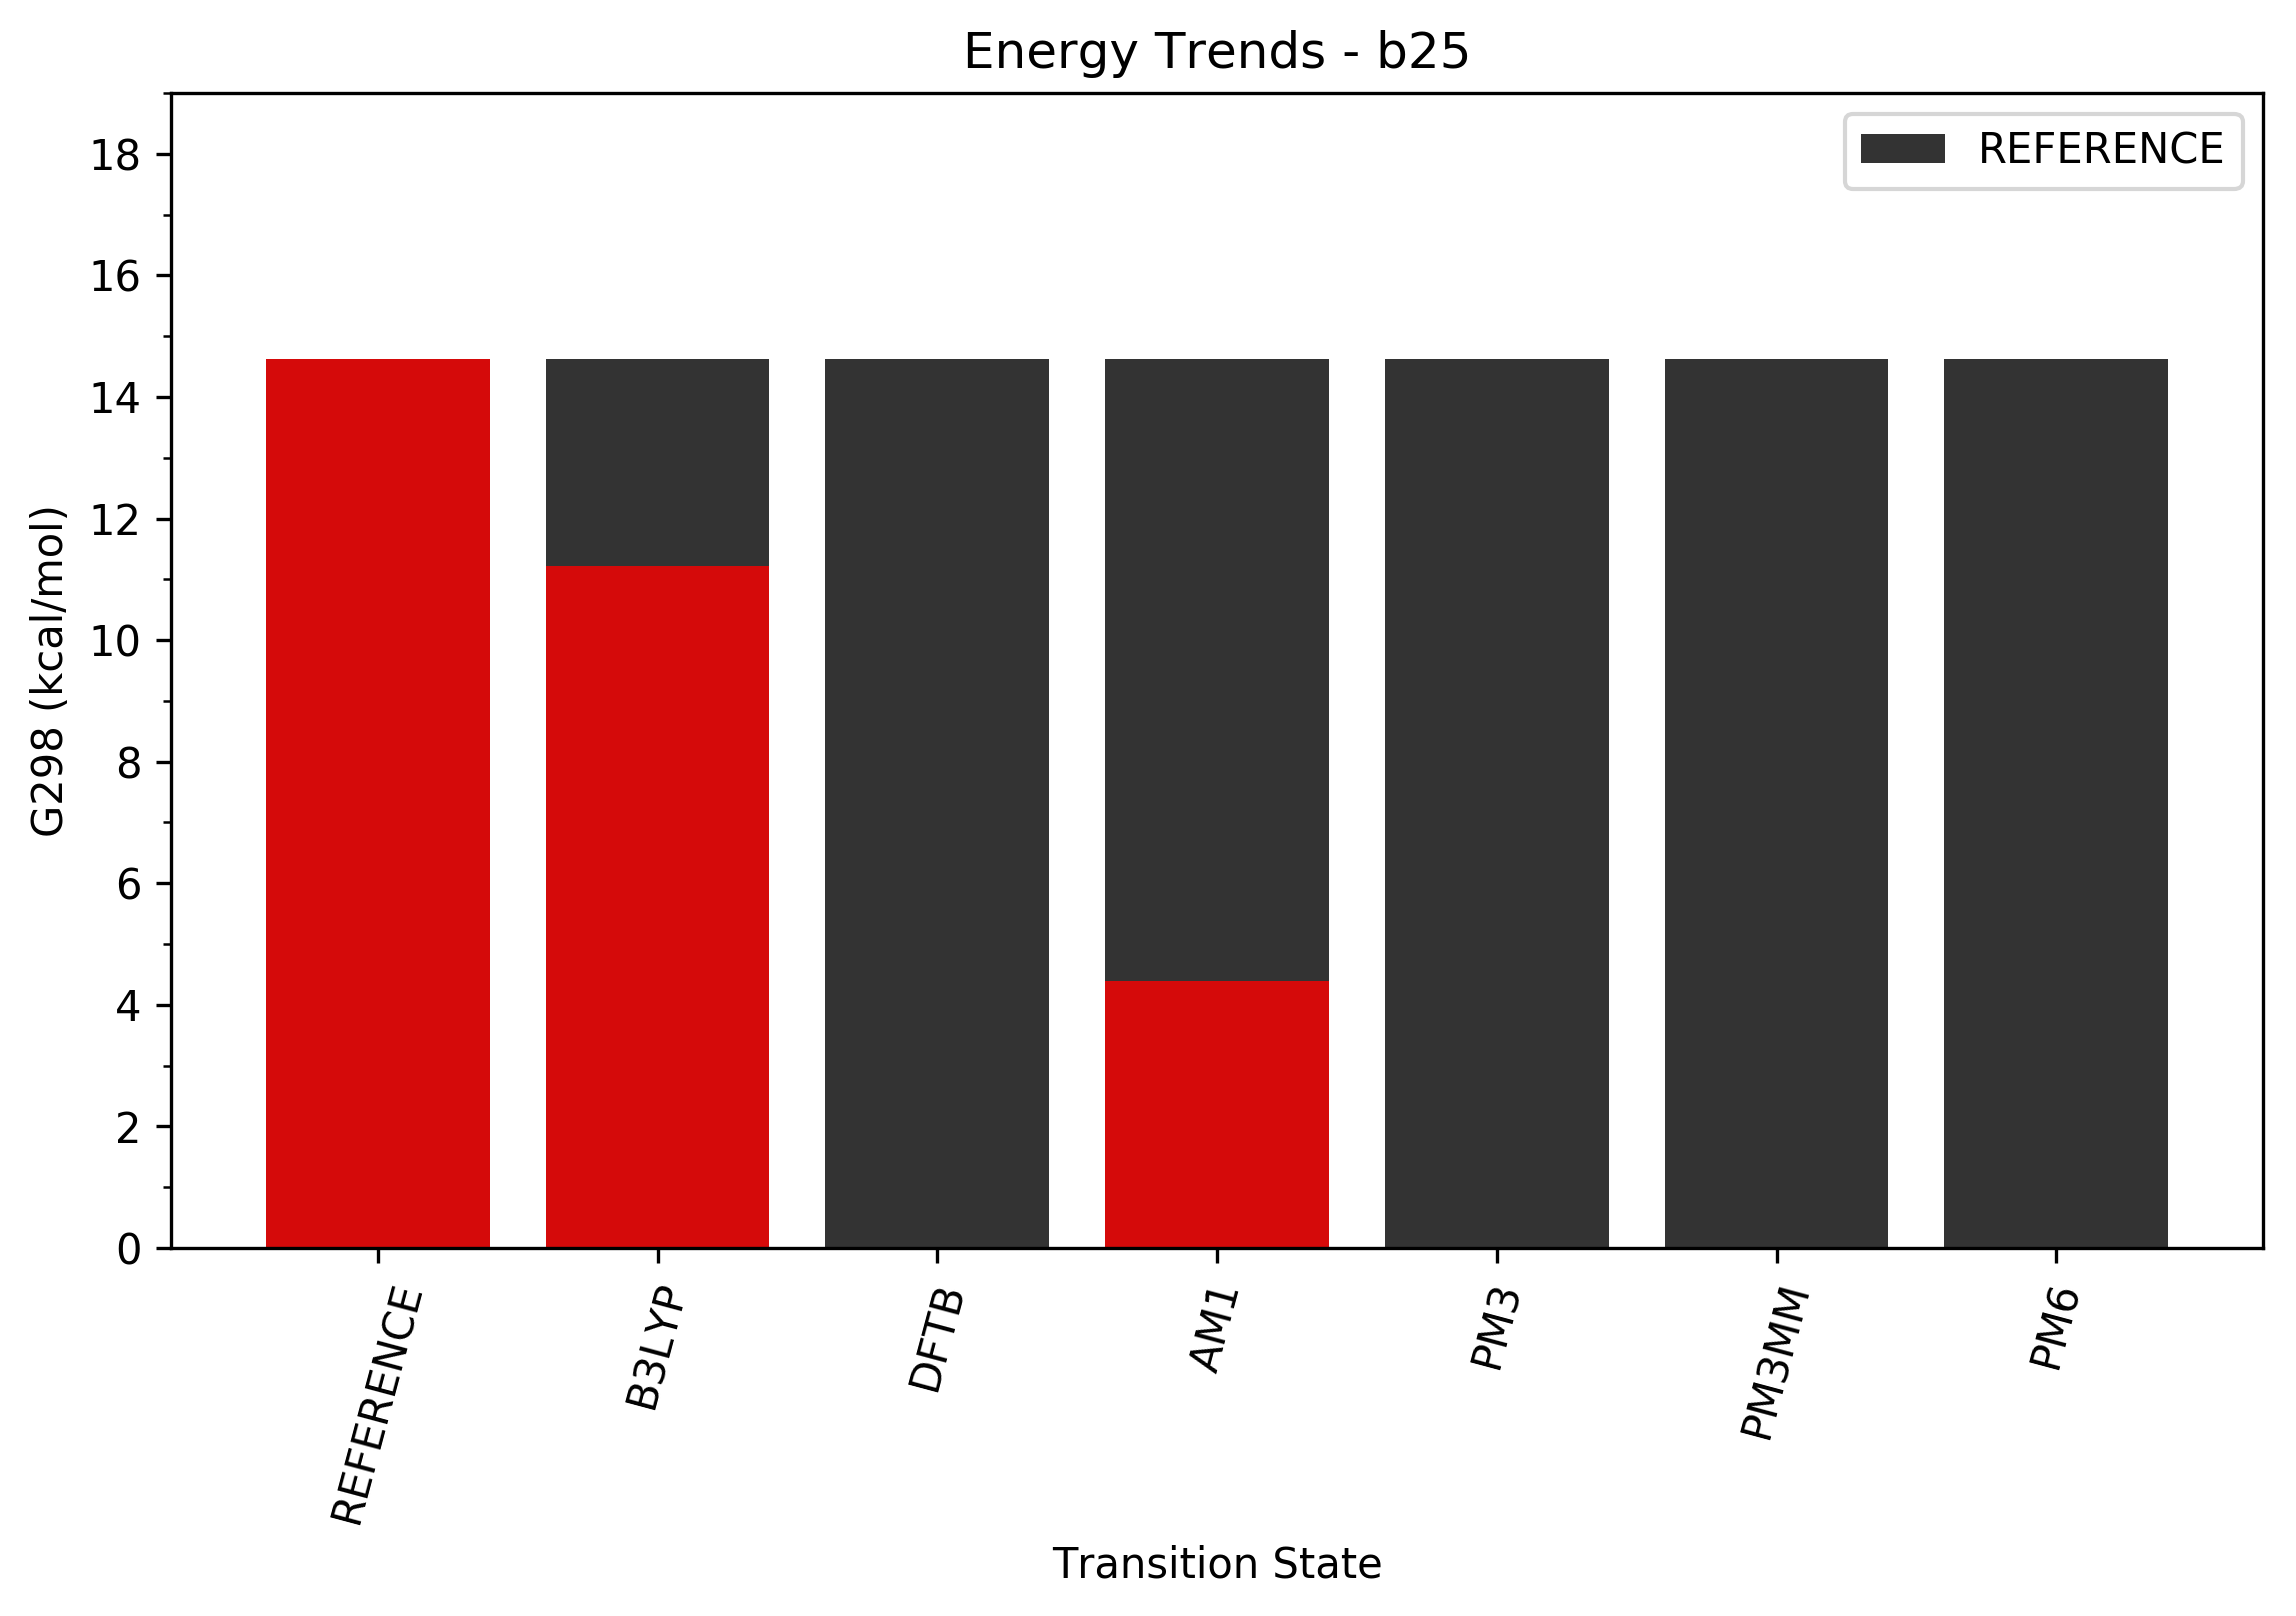 Energy Trends - b25
REFERENCE
18
16
14
12
10
8
6
4
2
0
G298 (kcal/mol)
REFERENCE
B3LYP
DFTB
AM1
PM3
PM3MM
PM6
Transition State